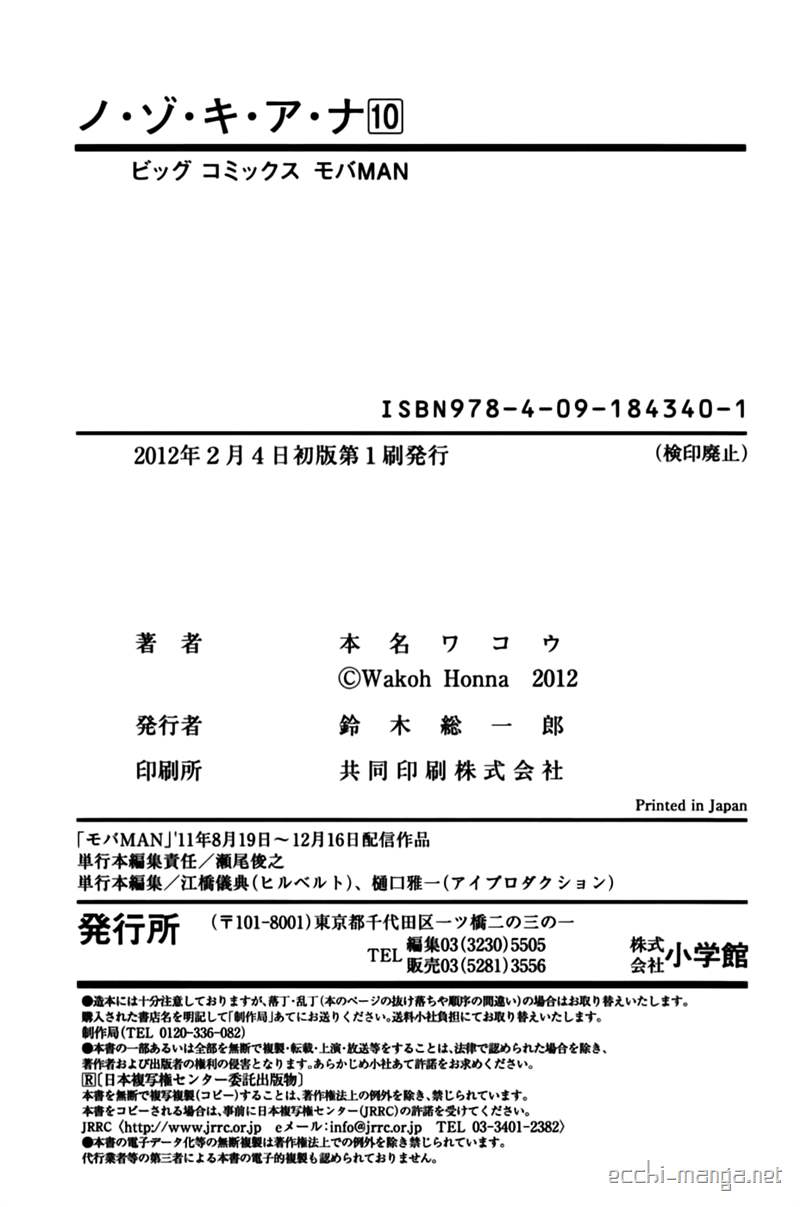 ノ・ゾ・キ・ア・ナ10
ビッグ コミックス モバMAN
ISBN978-4-09-184340-1
2012年2月4日初版第1刷発行
(検印廃止)
著者 本名ワコウ
©Wakoh Honna 2012
発行者 鈴木総一郎
印刷所 共同印刷株式会社
Printed in Japan
「モバMAN」'11年8月19日～12月16日配信作品
単行本編集責任／瀬尾俊之
単行本編集／江橋儀典(ヒルベルト)、樋口雅一(アイプロダクション)
発行所 (〒101-8001)東京都千代田区一ツ橋二の三の一
TEL 編集03(3230)5505
販売03(5281)3556
株式会社 小学館
●造本には十分注意しておりますが、落丁・乱丁(本のページの抜け落ちや順序の間違い)の場合はお取り替えいたします。
購入された書店名を明記して「制作局」あてにお送りください。送料小社負担にてお取り替えいたします。
制作局(TEL 0120-336-082)
●本書の一部あるいは全部を無断で複製・転載・上演・放送等をすることは、法律で認められた場合を除き、
著作者および出版者の権利の侵害となります。あらかじめ小社あて許諾をお求めください。
R〔日本複写権センター委託出版物〕
本書を無断で複写複製(コピー)することは、著作権法上の例外を除き、禁じられています。
本書をコピーされる場合は、事前に日本複写権センター(JRRC)の許諾を受けてください。
JRRC〈http://www.jrrc.or.jp eメール:info@jrrc.or.jp TEL 03-3401-2382〉
●本書の電子データ化等の無断複製は著作権法上での例外を除き禁じられています。
代行業者等の第三者による本書の電子的複製も認められておりません。
ecchi-manga.net